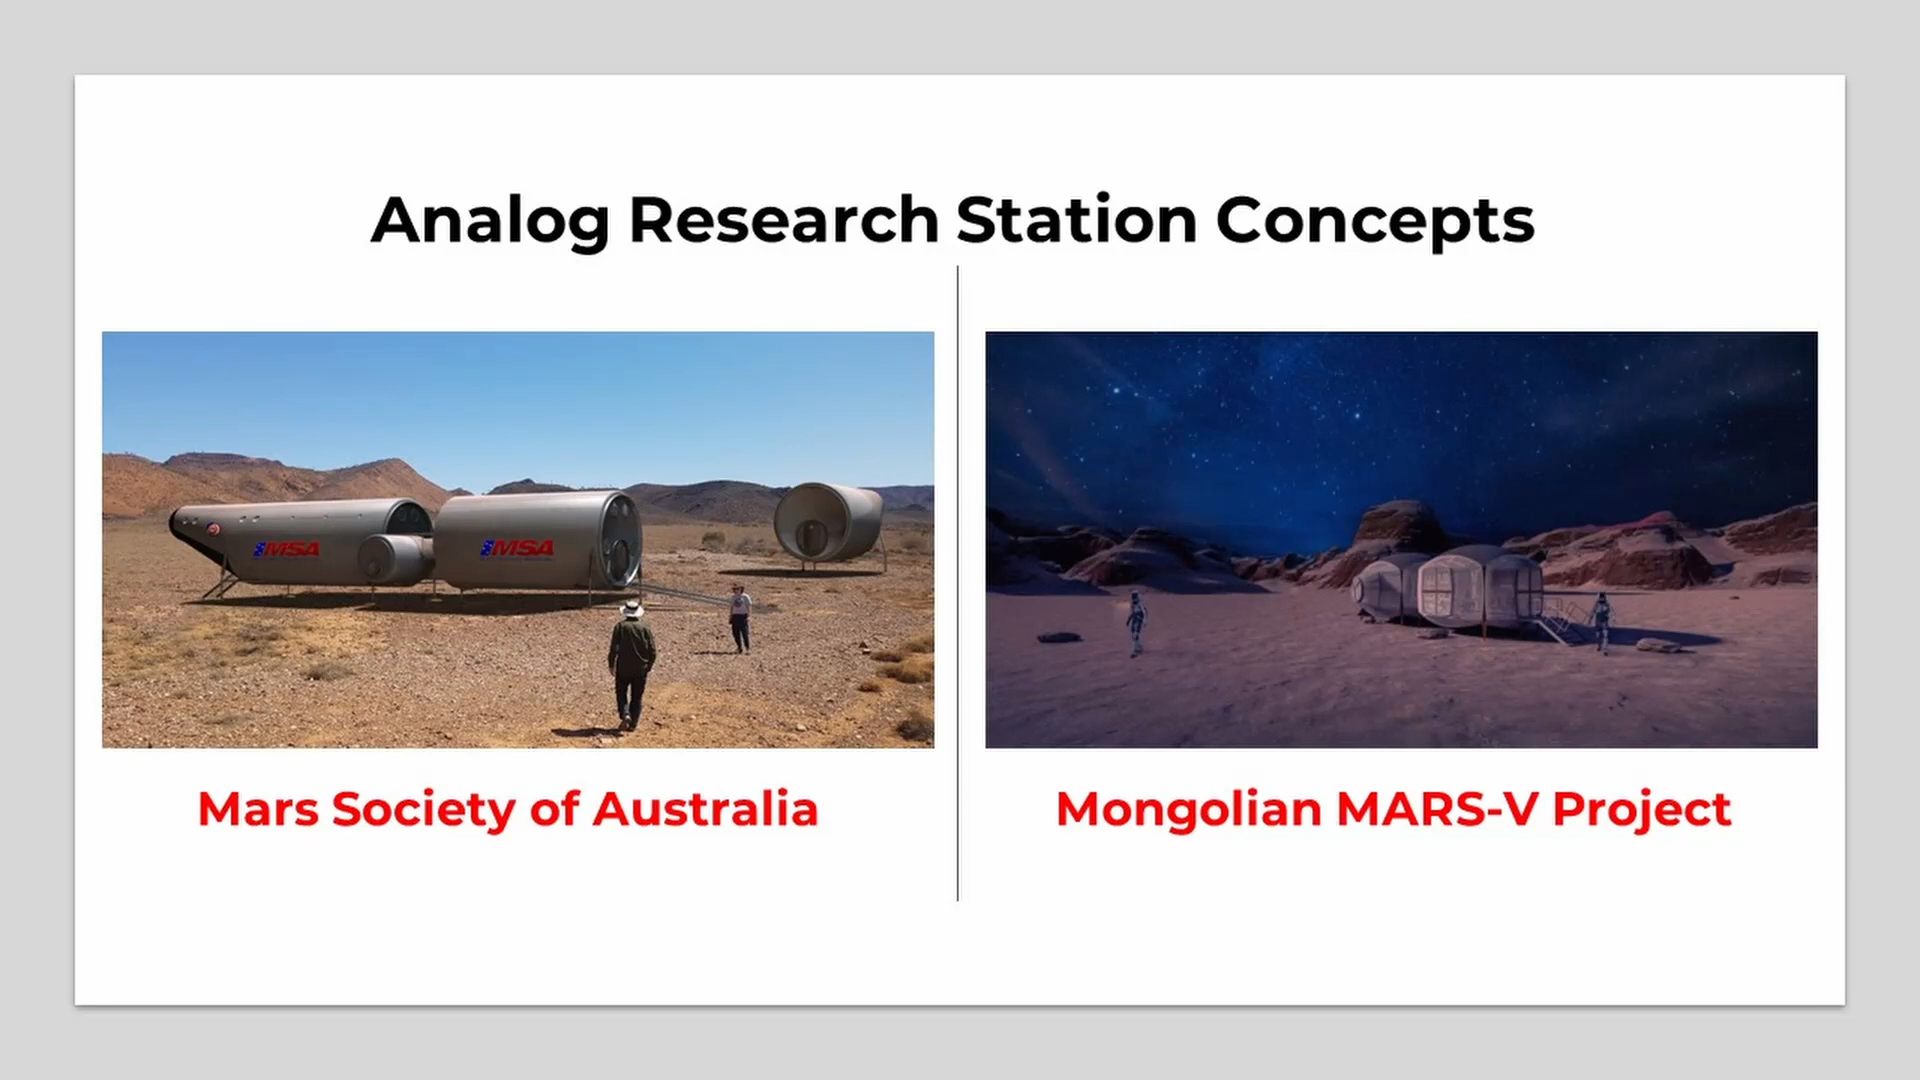 Analog Research Station Concepts
MSA
MSA
Mars Society of Australia
Mongolian MARS-V Project